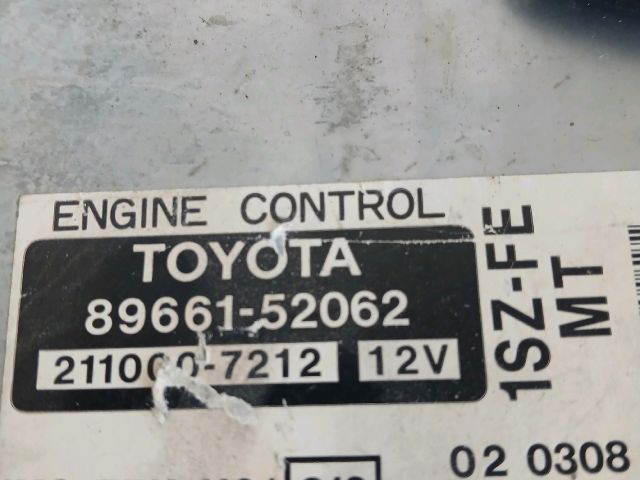 ENGINE CONTROL
TOYOTA
89661-52062
211000-7212 12V
1SZ-FE
MT
02 0308